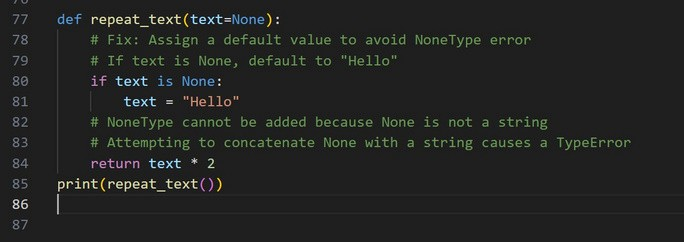 77 def repeat_text(text=None):
78     # Fix: Assign a default value to avoid NoneType error
79     # If text is None, default to "Hello"
80     if text is None:
81         text = "Hello"
82     # NoneType cannot be added because None is not a string
83     # Attempting to concatenate None with a string causes a TypeError
84     return text * 2
85 print(repeat_text())
86
87